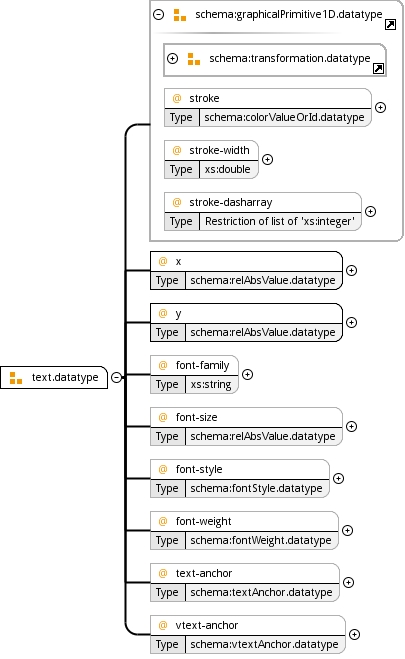 schema:graphicalPrimitive1D.datatype
schema:transformation.datatype
@ stroke
Type schema:colorValueOrId.datatype
@ stroke-width
Type xs:double
@ stroke-dasharray
Type Restriction of list of 'xs:integer'
@ x
Type schema:relAbsValue.datatype
@ y
Type schema:relAbsValue.datatype
text.datatype
@ font-family
Type xs:string
@ font-size
Type schema:relAbsValue.datatype
@ font-style
Type schema:fontStyle.datatype
@ font-weight
Type schema:fontWeight.datatype
@ text-anchor
Type schema:textAnchor.datatype
@ vtext-anchor
Type schema:vtextAnchor.datatype